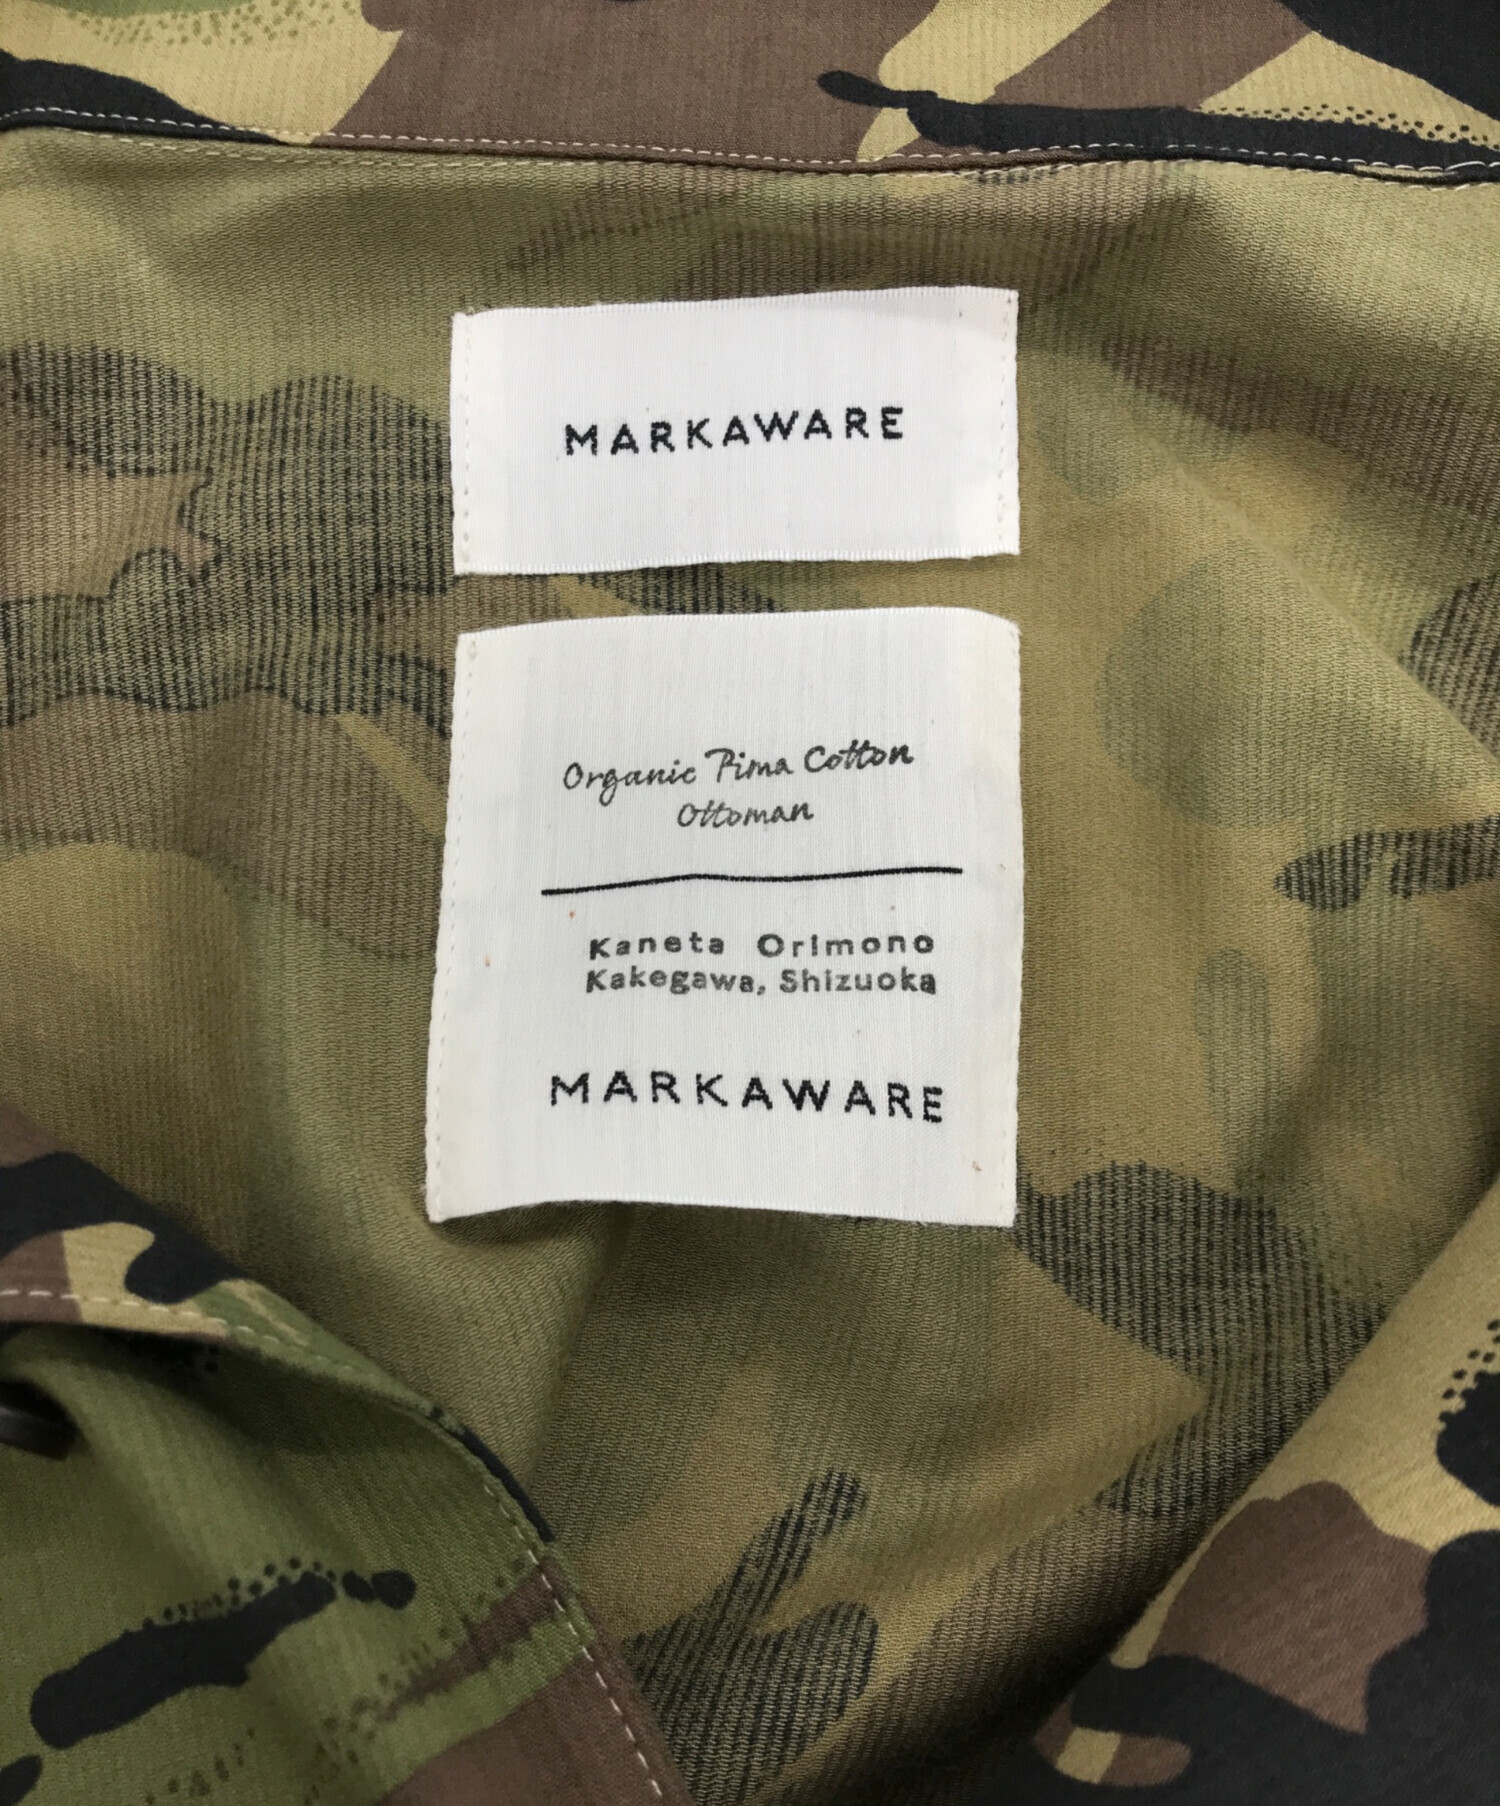 MARKAWARE
Organic Pima Cotton
Ottoman
Kaneta Orimono
Kakegawa, Shizuoka
MARKAWARE